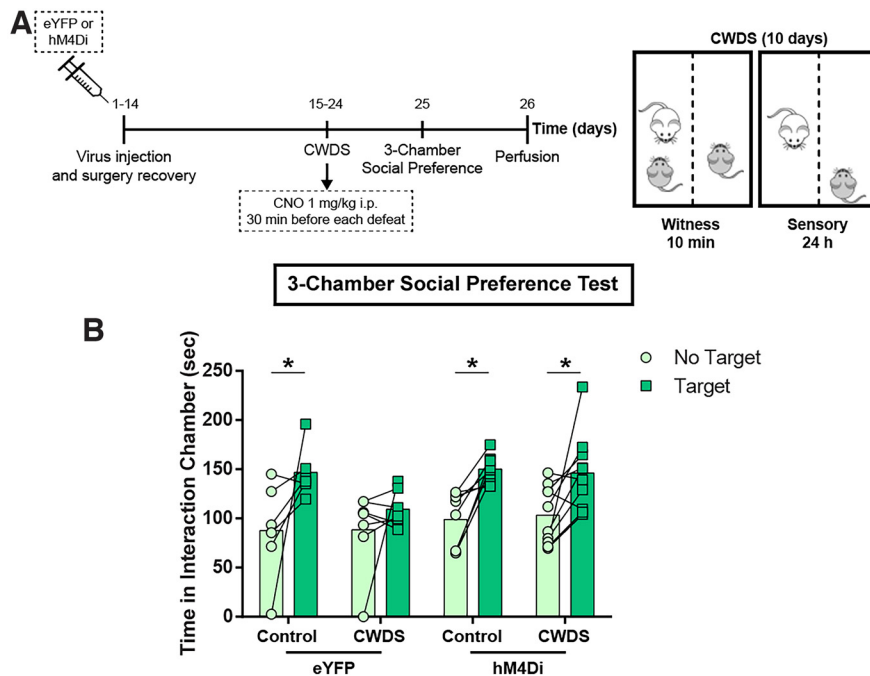 A
eYFP or
hM4Di
1-14
15-24
25
26
Time (days)
Virus injection
and surgery recovery
CWDS
3-Chamber
Social Preference
Perfusion
CNO 1 mg/kg i.p.
30 min before each defeat
CWDS (10 days)
Witness
10 min
Sensory
24 h
3-Chamber Social Preference Test
B
Time in Interaction Chamber (sec)
250
200
150
100
50
0
*
*
*
No Target
Target
Control
CWDS
Control
CWDS
eYFP
hM4Di